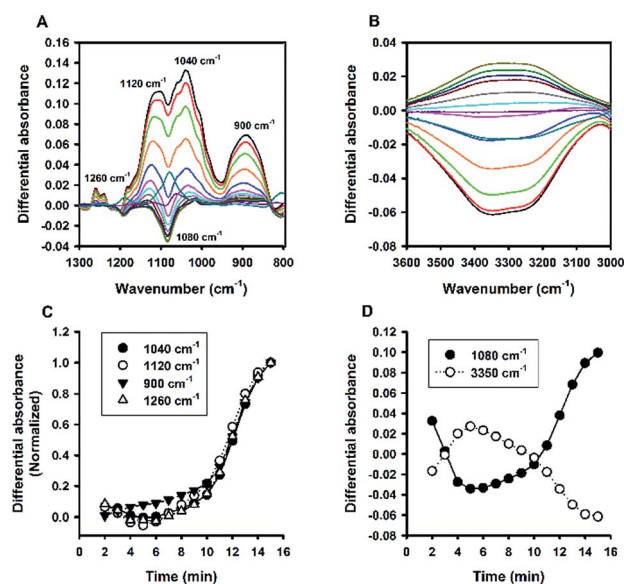 A
B
0.16
0.14
0.12
0.10
0.08
0.06
0.04
0.02
0.00
-0.02
-0.04
1040 cm-1
1120 cm-1
900 cm-1
1260 cm-1
1080 cm-1
Differential absorbance
1300 1200 1100 1000 900 800
Wavenumber (cm-1)
0.04
0.02
0.00
-0.02
-0.04
-0.06
-0.08
Differential absorbance
3600 3500 3400 3300 3200 3100 3000
Wavenumber (cm-1)
C
D
1.2
1.0
0.8
0.6
0.4
0.2
0.0
Differential absorbance
(Normalized)
1040 cm-1
1120 cm-1
900 cm-1
1260 cm-1
0 2 4 6 8 10 12 14 16
Time (min)
0.12
0.10
0.08
0.06
0.04
0.02
0.00
-0.02
-0.04
-0.06
-0.08
Differential absorbance
1080 cm-1
3350 cm-1
0 2 4 6 8 10 12 14 16
Time (min)